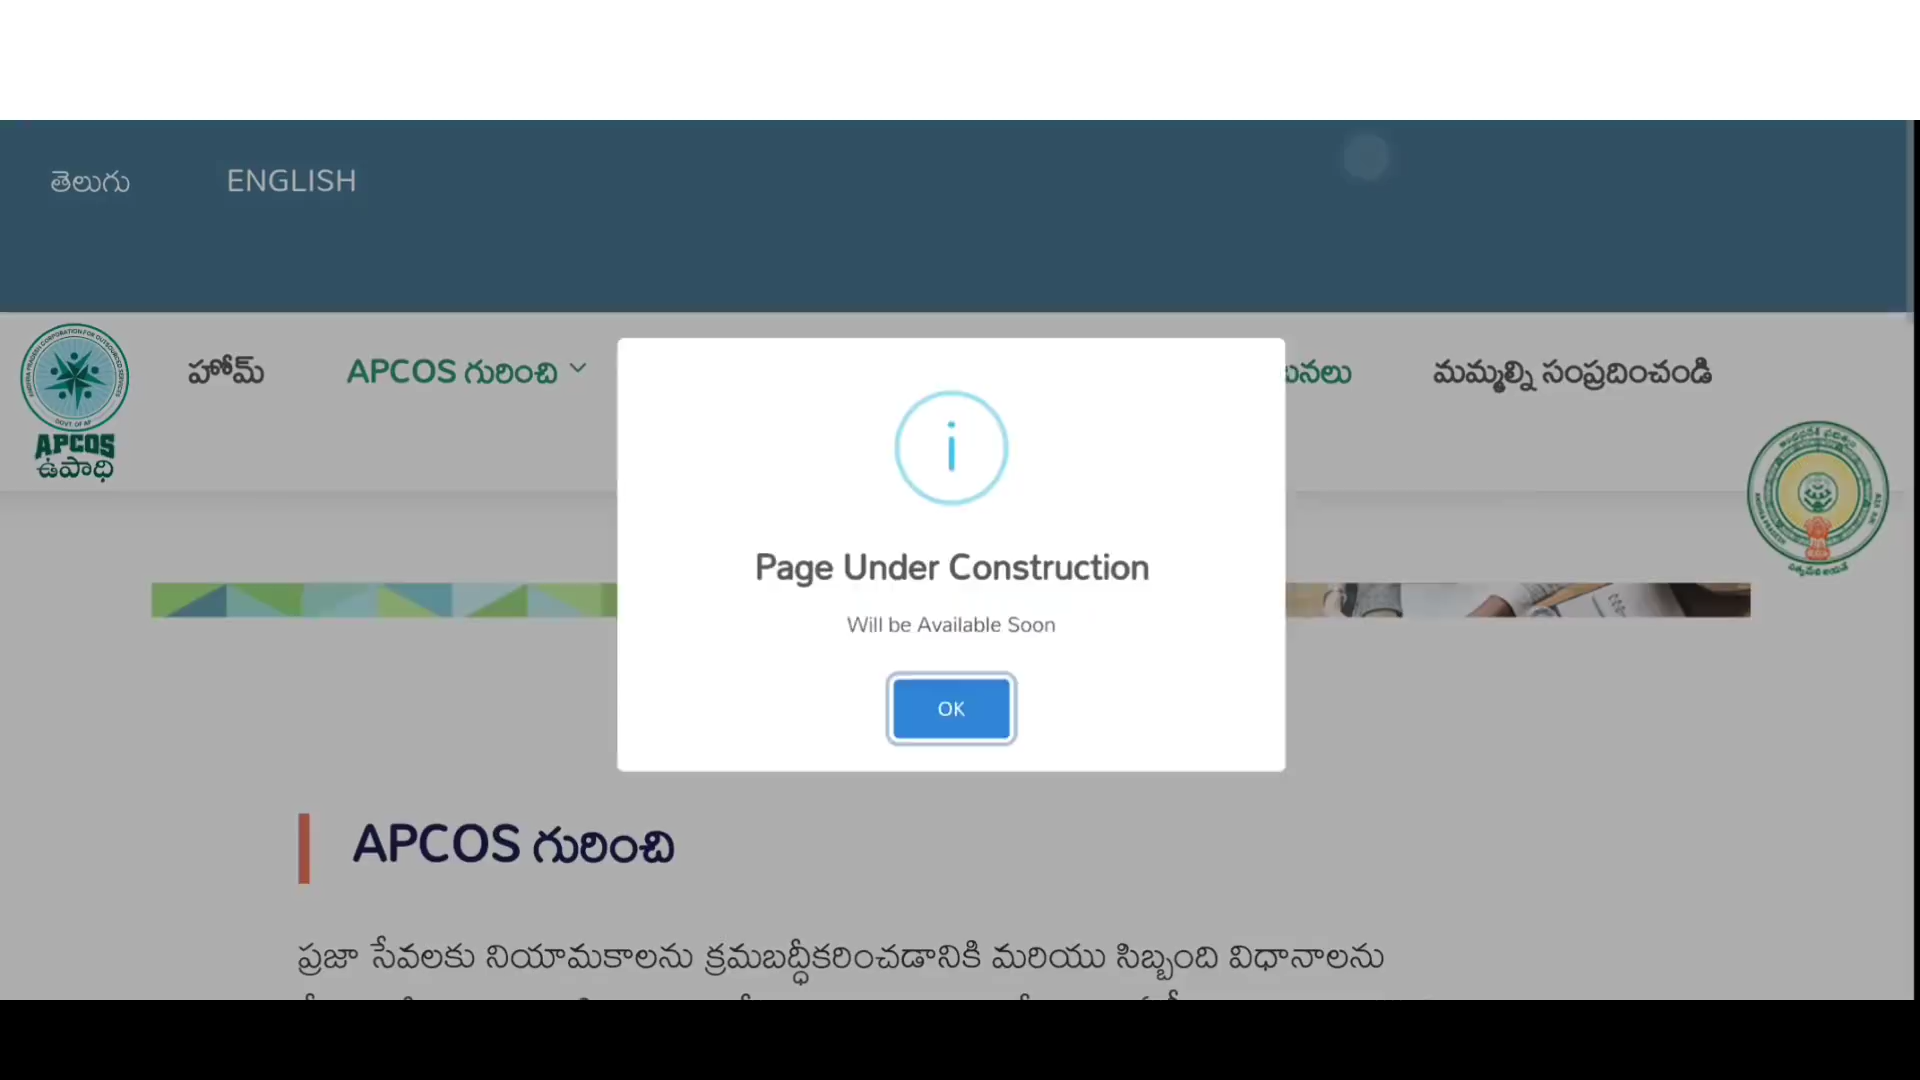 తెలుగు ENGLISH
హోమ్ APCOS గురించి మమ్మల్ని సంప్రదించండి
APCOS
ఉపాధి
Page Under Construction
Will be Available Soon
OK
APCOS గురించి
ప్రజా సేవలకు నియామకాలను క్రమబద్ధీకరించడానికి మరియు సిబ్బంది విధానాలను